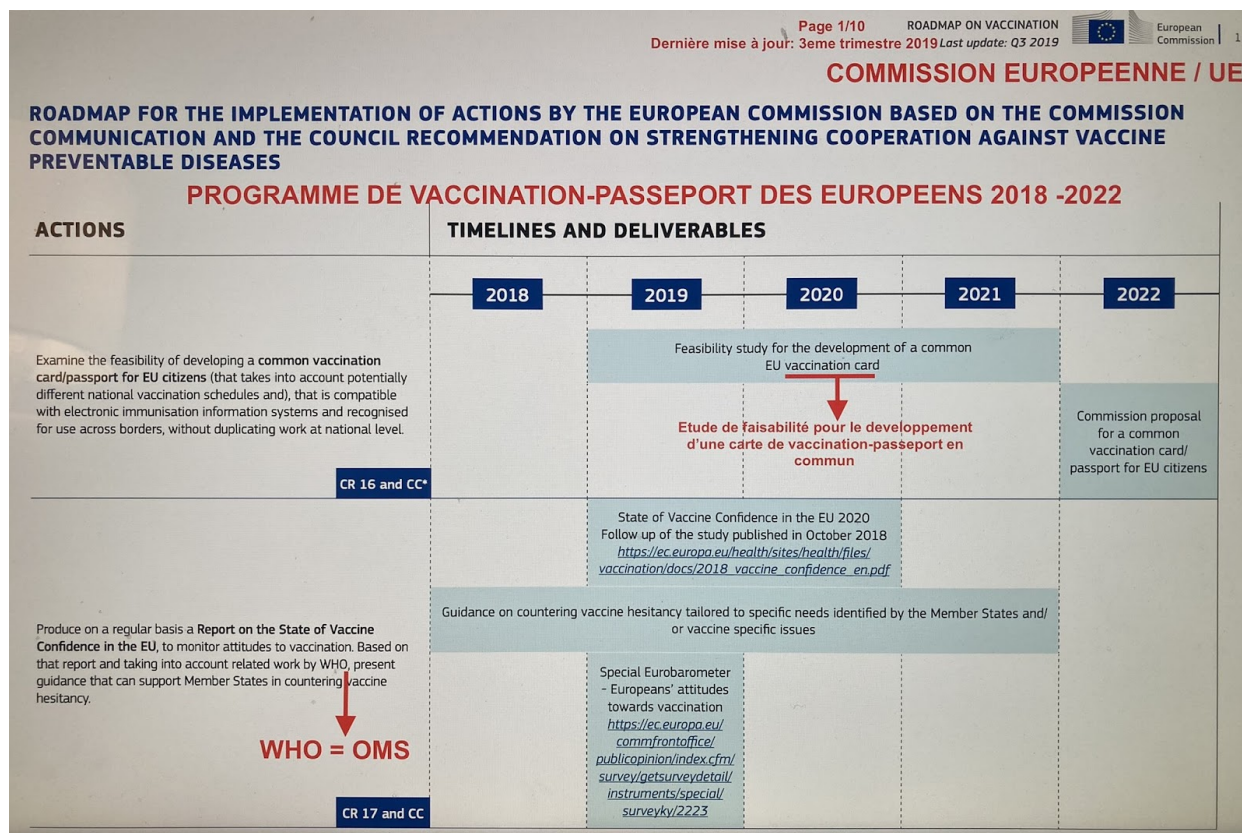 Page 1/10 ROADMAP ON VACCINATION
Dernière mise à jour: 3eme trimestre 2019 Last update: Q3 2019
European
Commission
1
COMMISSION EUROPEENNE / UE
ROADMAP FOR THE IMPLEMENTATION OF ACTIONS BY THE EUROPEAN COMMISSION BASED ON THE COMMISSION
COMMUNICATION AND THE COUNCIL RECOMMENDATION ON STRENGTHENING COOPERATION AGAINST VACCINE
PREVENTABLE DISEASES
PROGRAMME DE VACCINATION-PASSEPORT DES EUROPEENS 2018 -2022
ACTIONS
TIMELINES AND DELIVERABLES
2018 2019 2020 2021 2022
Examine the feasibility of developing a common vaccination
card/passport for EU citizens (that takes into account potentially
different national vaccination schedules and), that is compatible
with electronic immunisation information systems and recognised
for use across borders, without duplicating work at national level.
CR 16 and CC*
Feasibility study for the development of a common
EU vaccination card
Etude de faisabilité pour le developpement
d'une carte de vaccination-passeport en
commun
Commission proposal
for a common
vaccination card/
passport for EU citizens
Produce on a regular basis a Report on the State of Vaccine
Confidence in the EU, to monitor attitudes to vaccination. Based on
that report and taking into account related work by WHO, present
guidance that can support Member States in countering vaccine
hesitancy.
WHO = OMS
CR 17 and CC
State of Vaccine Confidence in the EU 2020
Follow up of the study published in October 2018
https://ec.europa.eu/health/sites/health/files/
vaccination/docs/2018_vaccine_confidence_en.pdf
Guidance on countering vaccine hesitancy tailored to specific needs identified by the Member States and/
or vaccine specific issues
Special Eurobarometer
- Europeans' attitudes
towards vaccination
https://ec.europa.eu/
commfrontoffice/
publicopinion/index.cfm/
survey/getsurveydetail/
instruments/special/
surveyky/2223